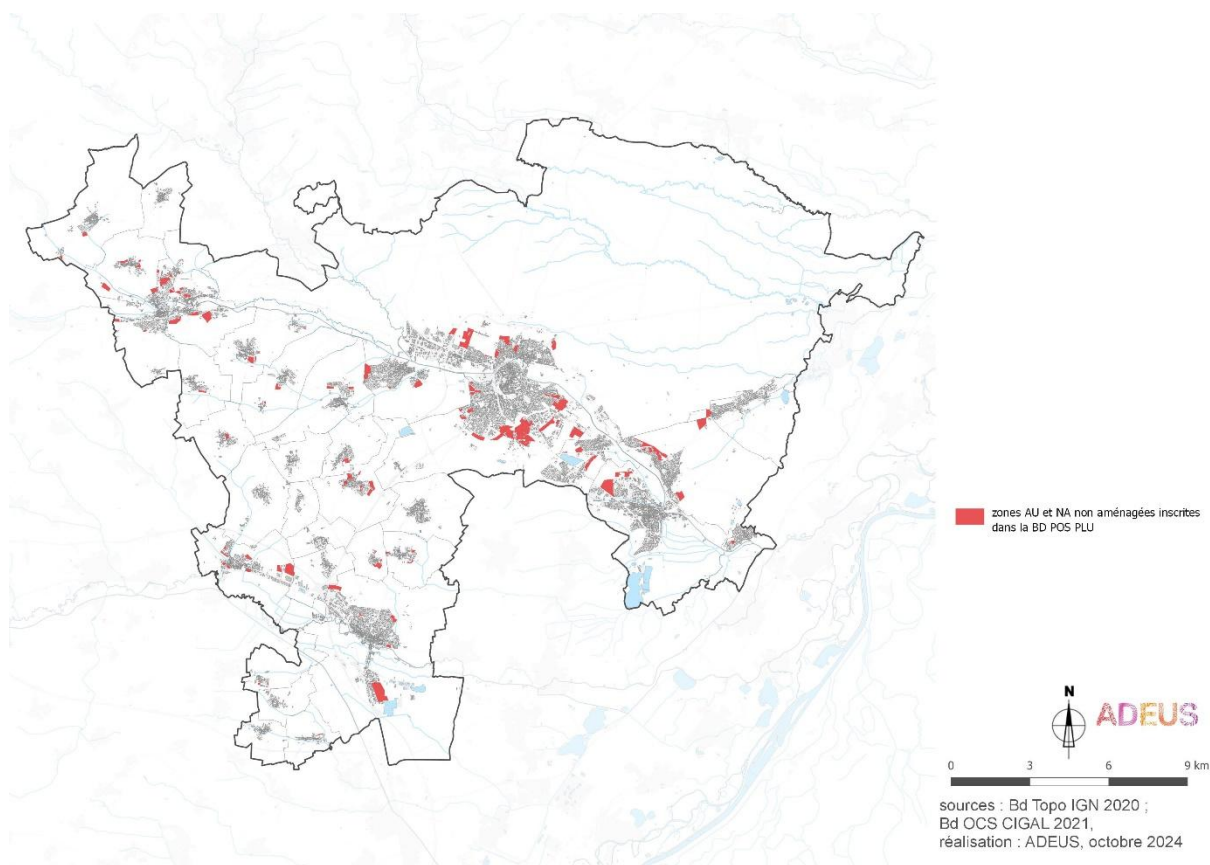 zones AU et NA non aménagées inscrites
dans la BD POS PLU
N
ADEUS
0 3 6 9 km
sources : Bd Topo IGN 2020 ;
Bd OCS CIGAL 2021,
réalisation : ADEUS, octobre 2024